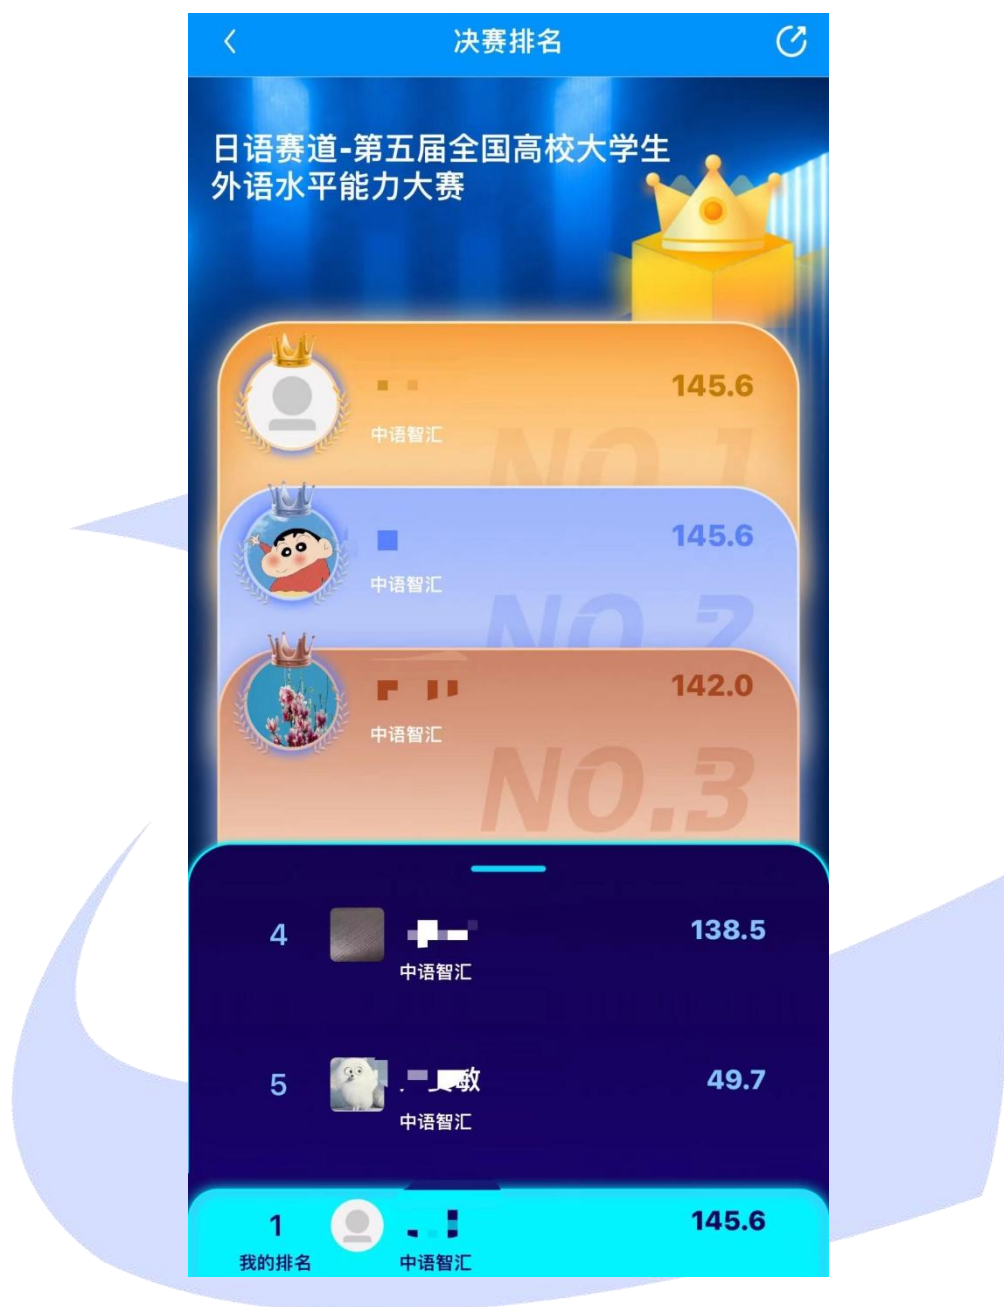 决赛排名
日语赛道-第五届全国高校大学生
外语水平能力大赛
145.6
中语智汇
NO.1
145.6
中语智汇
NO.2
142.0
中语智汇
NO.3
4
138.5
中语智汇
5
敏
49.7
中语智汇
1
145.6
我的排名
中语智汇